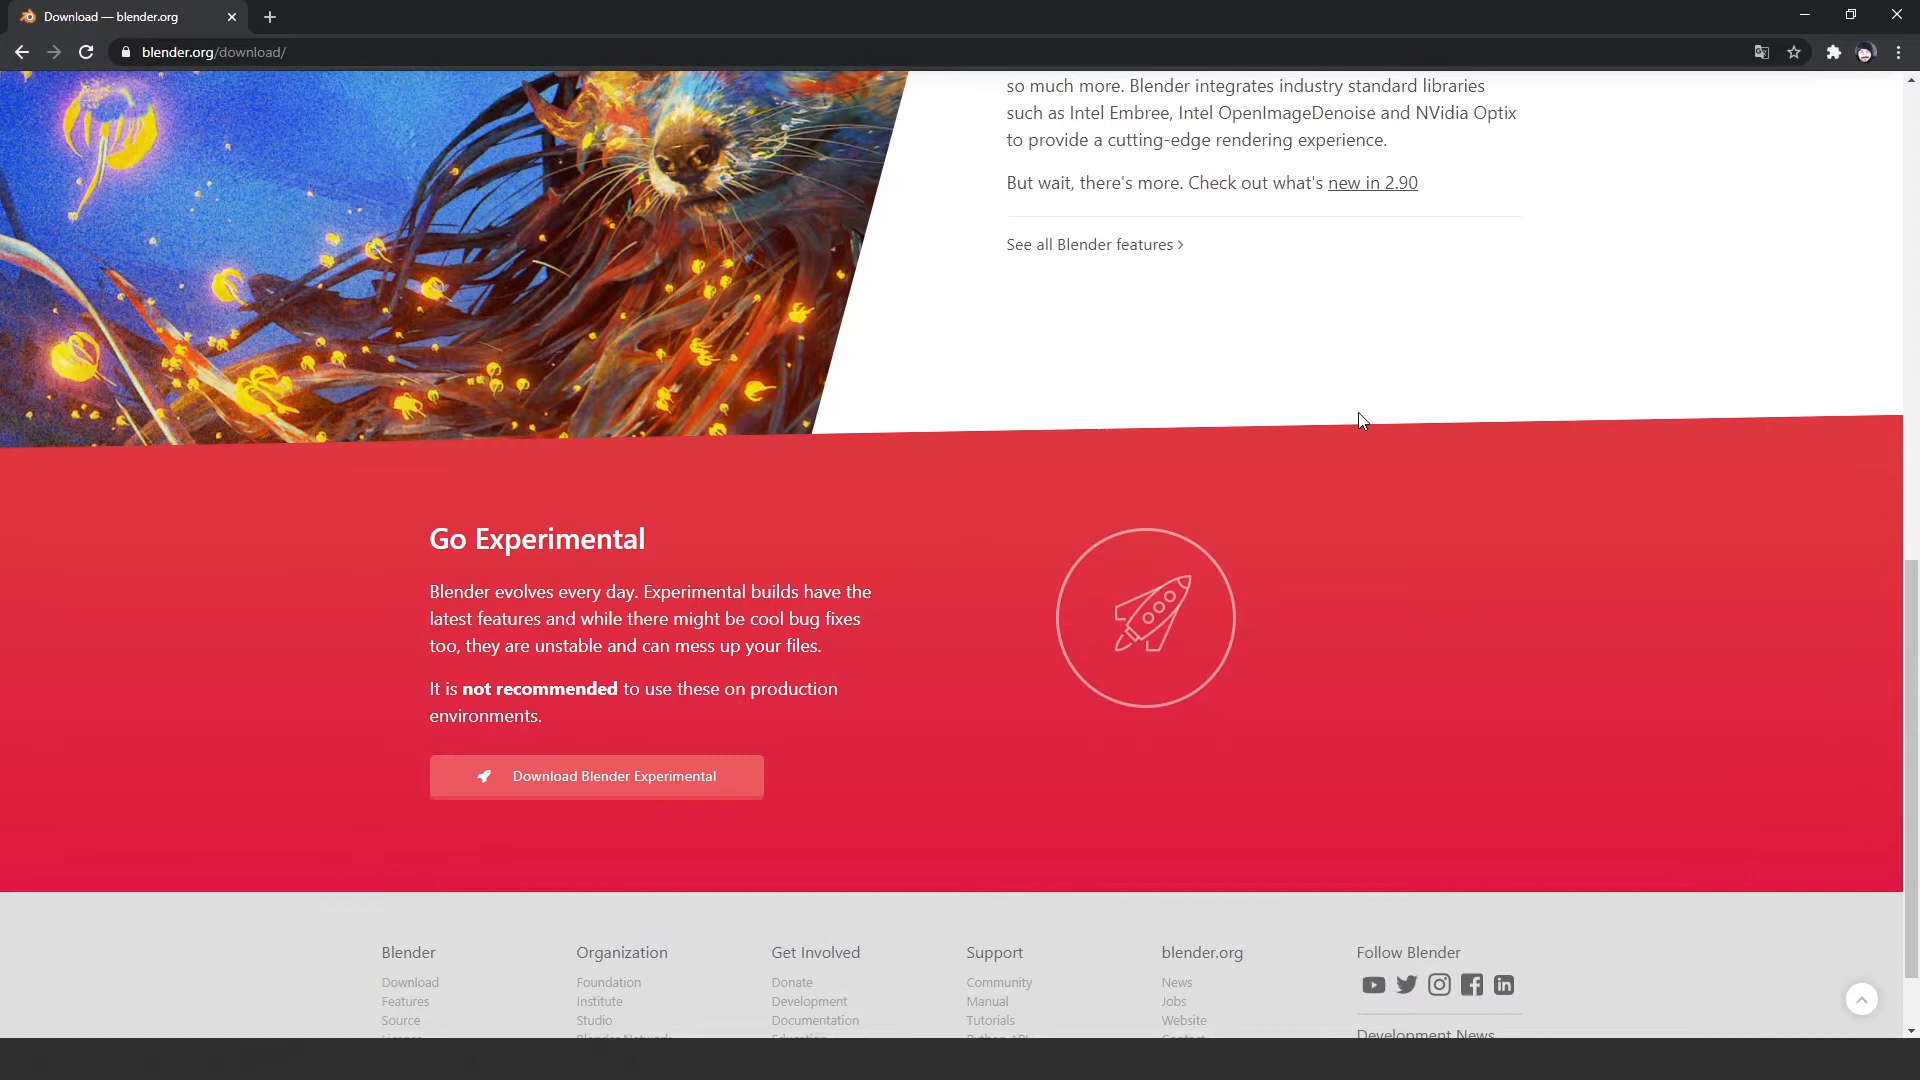 Download — blender.org
blender.org/download/
so much more. Blender integrates industry standard libraries
such as Intel Embree, Intel OpenImageDenoise and NVidia Optix
to provide a cutting-edge rendering experience.
But wait, there's more. Check out what's new in 2.90
See all Blender features
Go Experimental
Blender evolves every day. Experimental builds have the
latest features and while there might be cool bug fixes
too, they are unstable and can mess up your files.
It is not recommended to use these on production
environments.
Download Blender Experimental
Blender
Download
Features
Source
Organization
Foundation
Institute
Studio
Get Involved
Donate
Development
Documentation
Support
Community
Manual
Tutorials
blender.org
News
Jobs
Website
Follow Blender
Development News